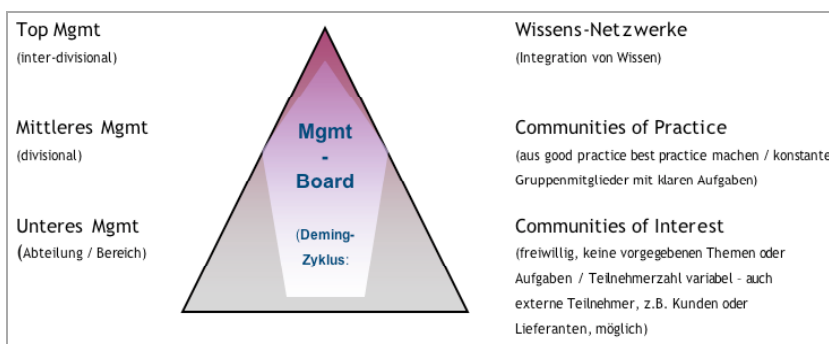 Top Mgmt
(inter-divisional)
Mittleres Mgmt
(divisional)
Unteres Mgmt
(Abteilung / Bereich)
Mgmt
-
Board
(Deming-
Zyklus:
Wissens-Netzwerke
(Integration von Wissen)
Communities of Practice
(aus good practice best practice machen / konstante
Gruppenmitglieder mit klaren Aufgaben)
Communities of Interest
(freiwillig, keine vorgegebenen Themen oder
Aufgaben / Teilnehmerzahl variabel - auch
externe Teilnehmer, z.B. Kunden oder
Lieferanten, möglich)